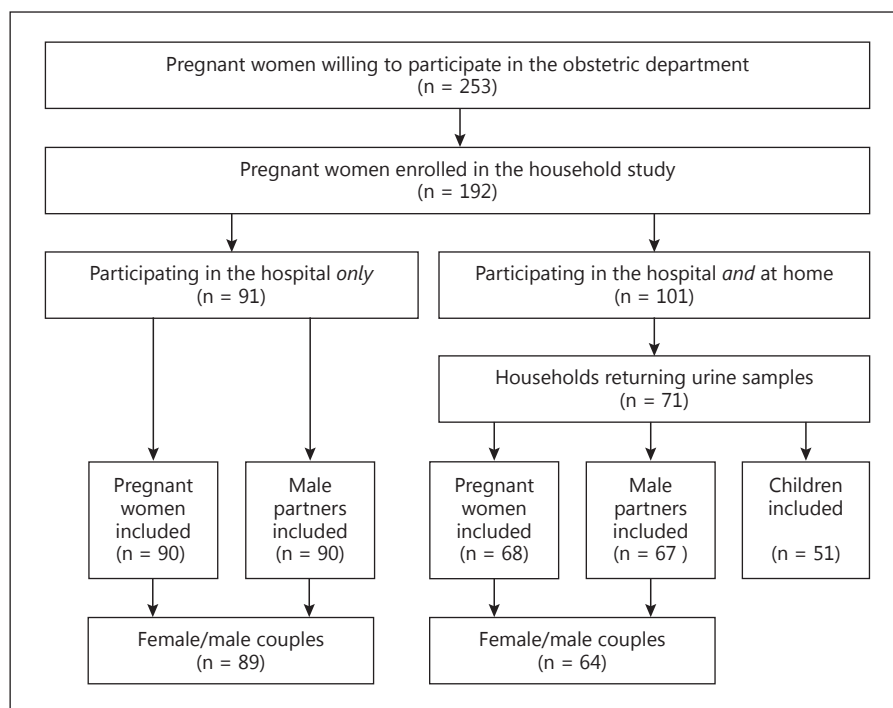 Pregnant women willing to participate in the obstetric department
(n = 253)
Pregnant women enrolled in the household study
(n = 192)
Participating in the hospital only
(n = 91)
Participating in the hospital and at home
(n = 101)
Households returning urine samples
(n = 71)
Pregnant
women
included
(n = 90)
Male
partners
included
(n = 90)
Pregnant
women
included
(n = 68)
Male
partners
included
(n = 67 )
Children
included
(n = 51)
Female/male couples
(n = 89)
Female/male couples
(n = 64)